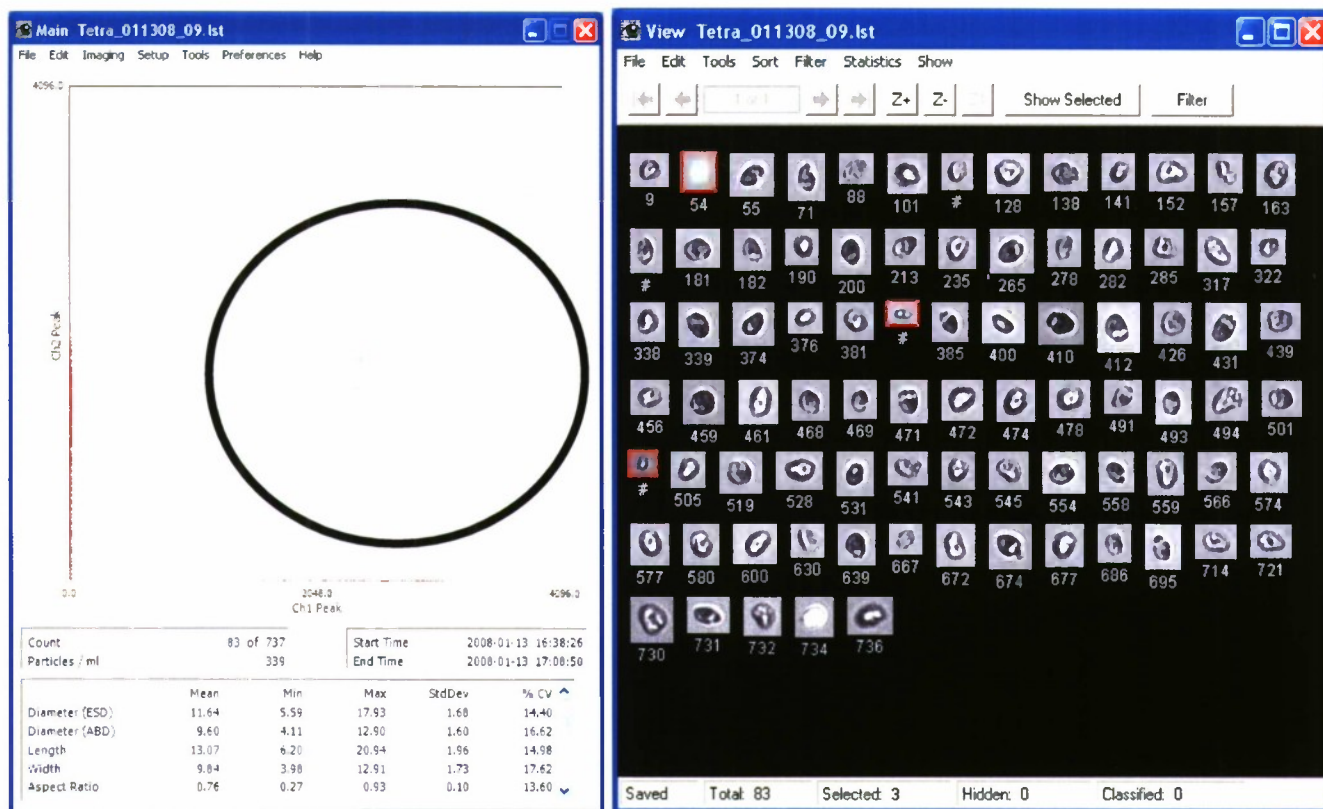 Main Tetra_011308_09.lst
File Edit Imaging Setup Tools Preferences Help
4096.0
Ch2 Peak
0.0 2048.0 4096.0
Ch1 Peak
Count 83 of 737
Particles / ml 339
Start Time 2008-01-13 16:38:26
End Time 2008-01-13 17:08:50
Mean Min Max StdDev % CV
Diameter (ESD) 11.64 5.59 17.93 1.68 14.40
Diameter (ABD) 9.60 4.11 12.90 1.60 16.62
Length 13.07 6.20 20.94 1.96 14.98
Width 9.84 3.98 12.91 1.73 17.62
Aspect Ratio 0.76 0.27 0.93 0.10 13.60
View Tetra_011308_09.lst
File Edit Tools Sort Filter Statistics Show
Z+ Z- Show Selected Filter
9 54 55 71 88 101 # 128 138 141 152 157 163
# 181 182 190 200 213 235 265 278 282 285 317 322
338 339 374 376 381 # 385 400 410 412 426 431 439
456 459 461 468 469 471 472 474 478 491 493 494 501
# 505 519 528 531 541 543 545 554 558 559 566 574
577 580 600 630 639 667 672 674 677 686 695 714 721
730 731 732 734 736
Saved Total: 83 Selected: 3 Hidden: 0 Classified: 0